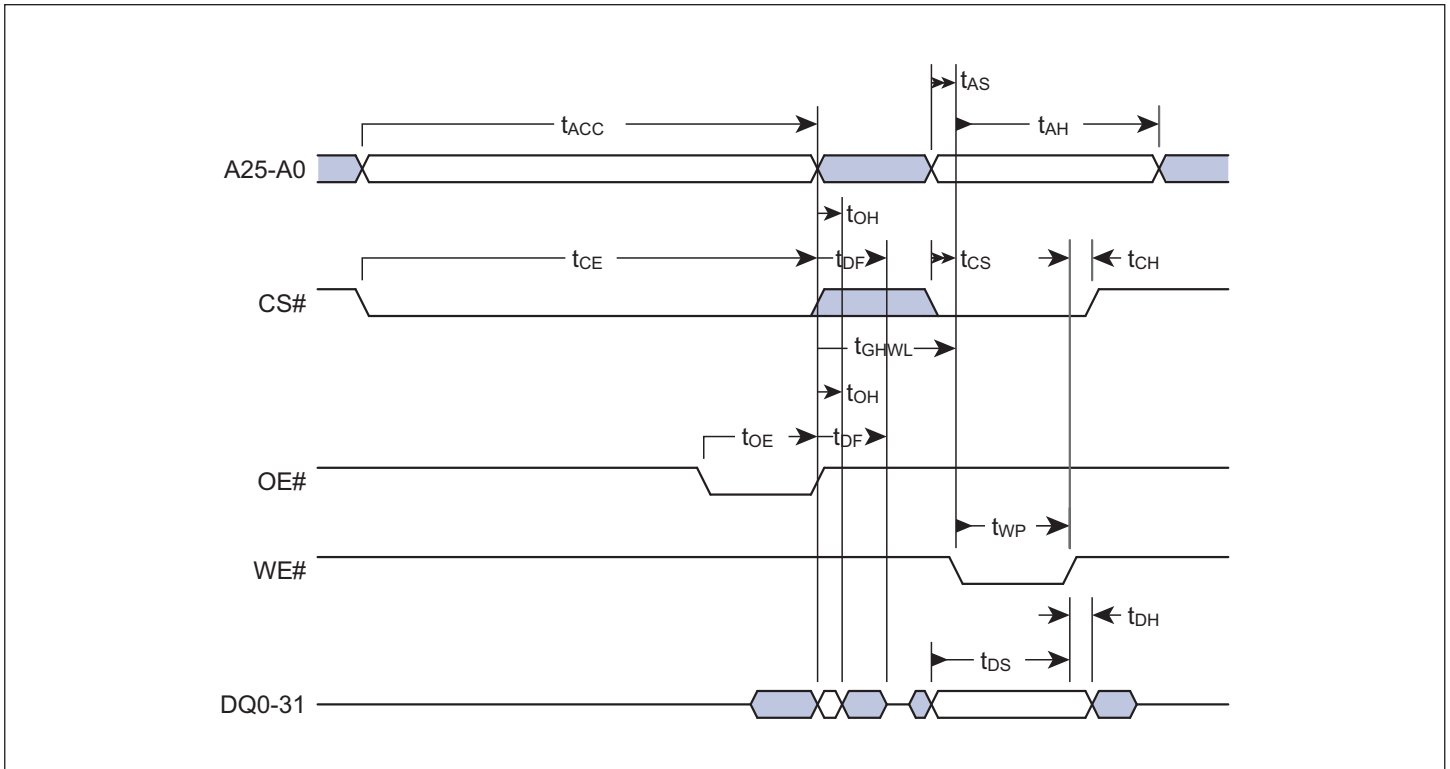 tAS
tACC
tAH
A25-A0
tOH
tCE
tDF
tCS
tCH
CS#
tGHWL
tOH
tOE
tDF
OE#
tWP
WE#
tDH
tDS
DQ0-31